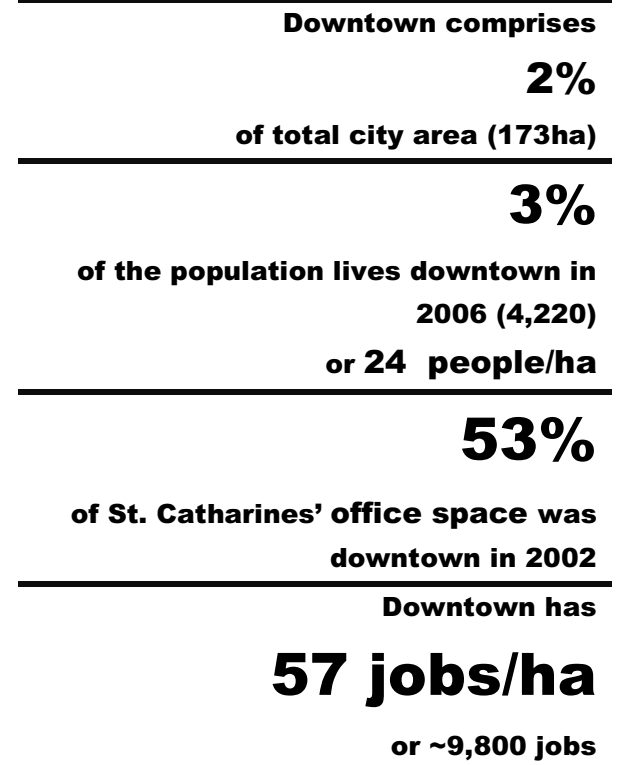 Downtown comprises
2%
of total city area (173ha)
3%
of the population lives downtown in
2006 (4,220)
or 24 people/ha
53%
of St. Catharines’ office space was
downtown in 2002
Downtown has
57 jobs/ha
or ~9,800 jobs